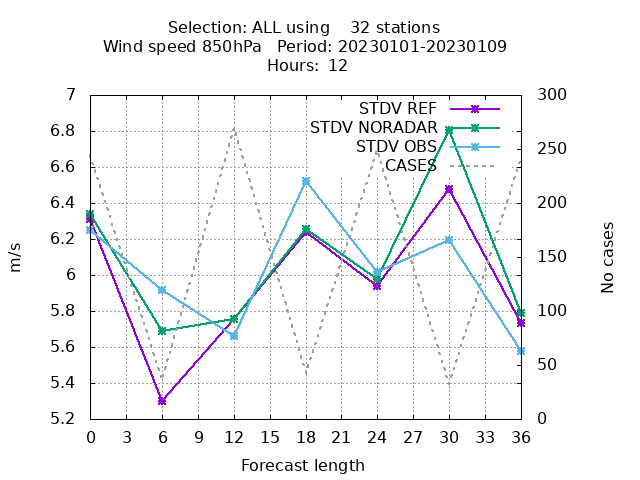 Selection: ALL using    32 stations
Wind speed 850hPa   Period: 20230101-20230109
Hours:  12
STDV REF
STDV NORADAR
STDV OBS
CASES
7
6.8
6.6
6.4
6.2
6
5.8
5.6
5.4
5.2
300
250
200
150
100
50
0
0 3 6 9 12 15 18 21 24 27 30 33 36
m/s
No cases
Forecast length